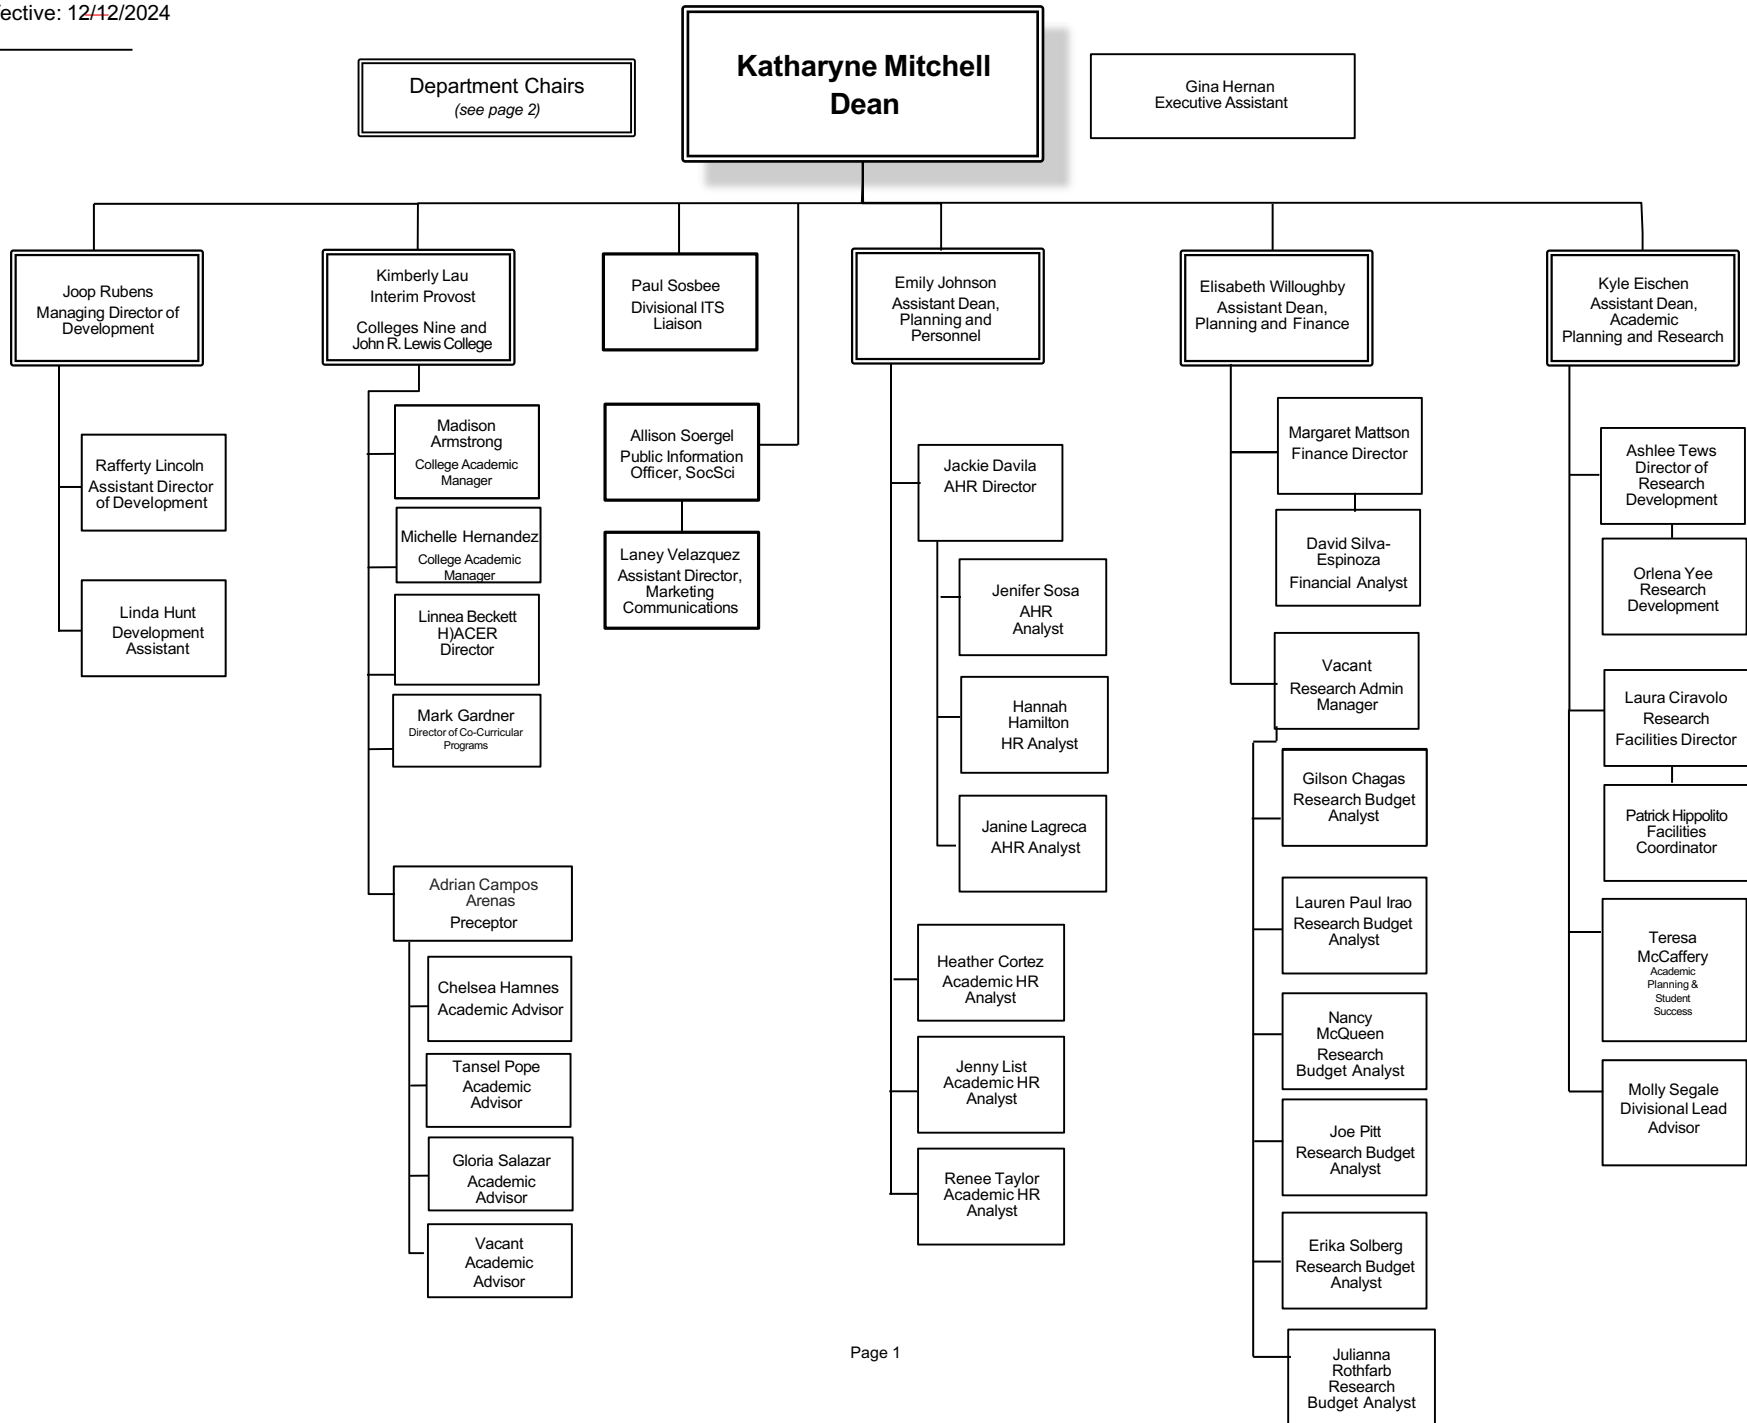 ective: 12/12/2024
Katharyne Mitchell
Dean
Department Chairs
(see page 2)
Gina Hernan
Executive Assistant
Joop Rubens
Managing Director of
Development
Rafferty Lincoln
Assistant Director
of Development
Linda Hunt
Development
Assistant
Kimberly Lau
Interim Provost
Colleges Nine and
John R. Lewis College
Madison
Armstrong
College Academic
Manager
Michelle Hernandez
College Academic
Manager
Linnea Beckett
H)ACER
Director
Mark Gardner
Director of Co-Curricular
Programs
Adrian Campos
Arenas
Preceptor
Chelsea Hamnes
Academic Advisor
Tansel Pope
Academic
Advisor
Gloria Salazar
Academic
Advisor
Vacant
Academic
Advisor
Paul Sosbee
Divisional ITS
Liaison
Allison Soergel
Public Information
Officer, SocSci
Laney Velazquez
Assistant Director,
Marketing
Communications
Emily Johnson
Assistant Dean,
Planning and
Personnel
Jackie Davila
AHR Director
Jenifer Sosa
AHR
Analyst
Hannah
Hamilton
HR Analyst
Janine Lagreca
AHR Analyst
Heather Cortez
Academic HR
Analyst
Jenny List
Academic HR
Analyst
Renee Taylor
Academic HR
Analyst
Elisabeth Willoughby
Assistant Dean,
Planning and Finance
Margaret Mattson
Finance Director
David Silva-
Espinoza
Financial Analyst
Vacant
Research Admin
Manager
Gilson Chagas
Research Budget
Analyst
Lauren Paul Irao
Research Budget
Analyst
Nancy
McQueen
Research
Budget Analyst
Joe Pitt
Research Budget
Analyst
Erika Solberg
Research Budget
Analyst
Julianna
Rothfarb
Research
Budget Analyst
Kyle Eischen
Assistant Dean,
Academic
Planning and Research
Ashlee Tews
Director of
Research
Development
Orlena Yee
Research
Development
Laura Ciravolo
Research
Facilities Director
Patrick Hippolito
Facilities
Coordinator
Teresa
McCaffery
Academic
Planning &
Student
Success
Molly Segale
Divisional Lead
Advisor
Page 1